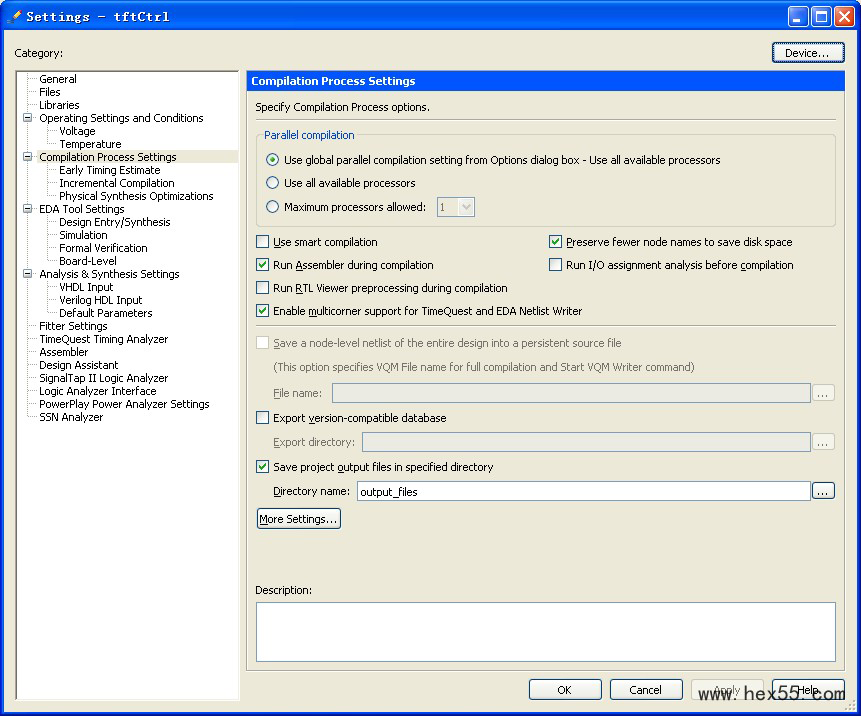 Settings - tftCtrl
Category:
Device...
General
Files
Libraries
Operating Settings and Conditions
Voltage
Temperature
Compilation Process Settings
Early Timing Estimate
Incremental Compilation
Physical Synthesis Optimizations
EDA Tool Settings
Design Entry/Synthesis
Simulation
Formal Verification
Board-Level
Analysis & Synthesis Settings
VHDL Input
Verilog HDL Input
Default Parameters
Fitter Settings
TimeQuest Timing Analyzer
Assembler
Design Assistant
SignalTap II Logic Analyzer
Logic Analyzer Interface
PowerPlay Power Analyzer Settings
SSN Analyzer
Compilation Process Settings
Specify Compilation Process options.
Parallel compilation
Use global parallel compilation setting from Options dialog box - Use all available processors
Use all available processors
Maximum processors allowed: 1
Use smart compilation
Preserve fewer node names to save disk space
Run Assembler during compilation
Run I/O assignment analysis before compilation
Run RTL Viewer preprocessing during compilation
Enable multicorner support for TimeQuest and EDA Netlist Writer
Save a node-level netlist of the entire design into a persistent source file
(This option specifies VQM File name for full compilation and Start VQM Writer command)
File name: ...
Export version-compatible database
Export directory: ...
Save project output files in specified directory
Directory name: output_files ...
More Settings...
Description:
OK Cancel Apply Help
www.hex55.com